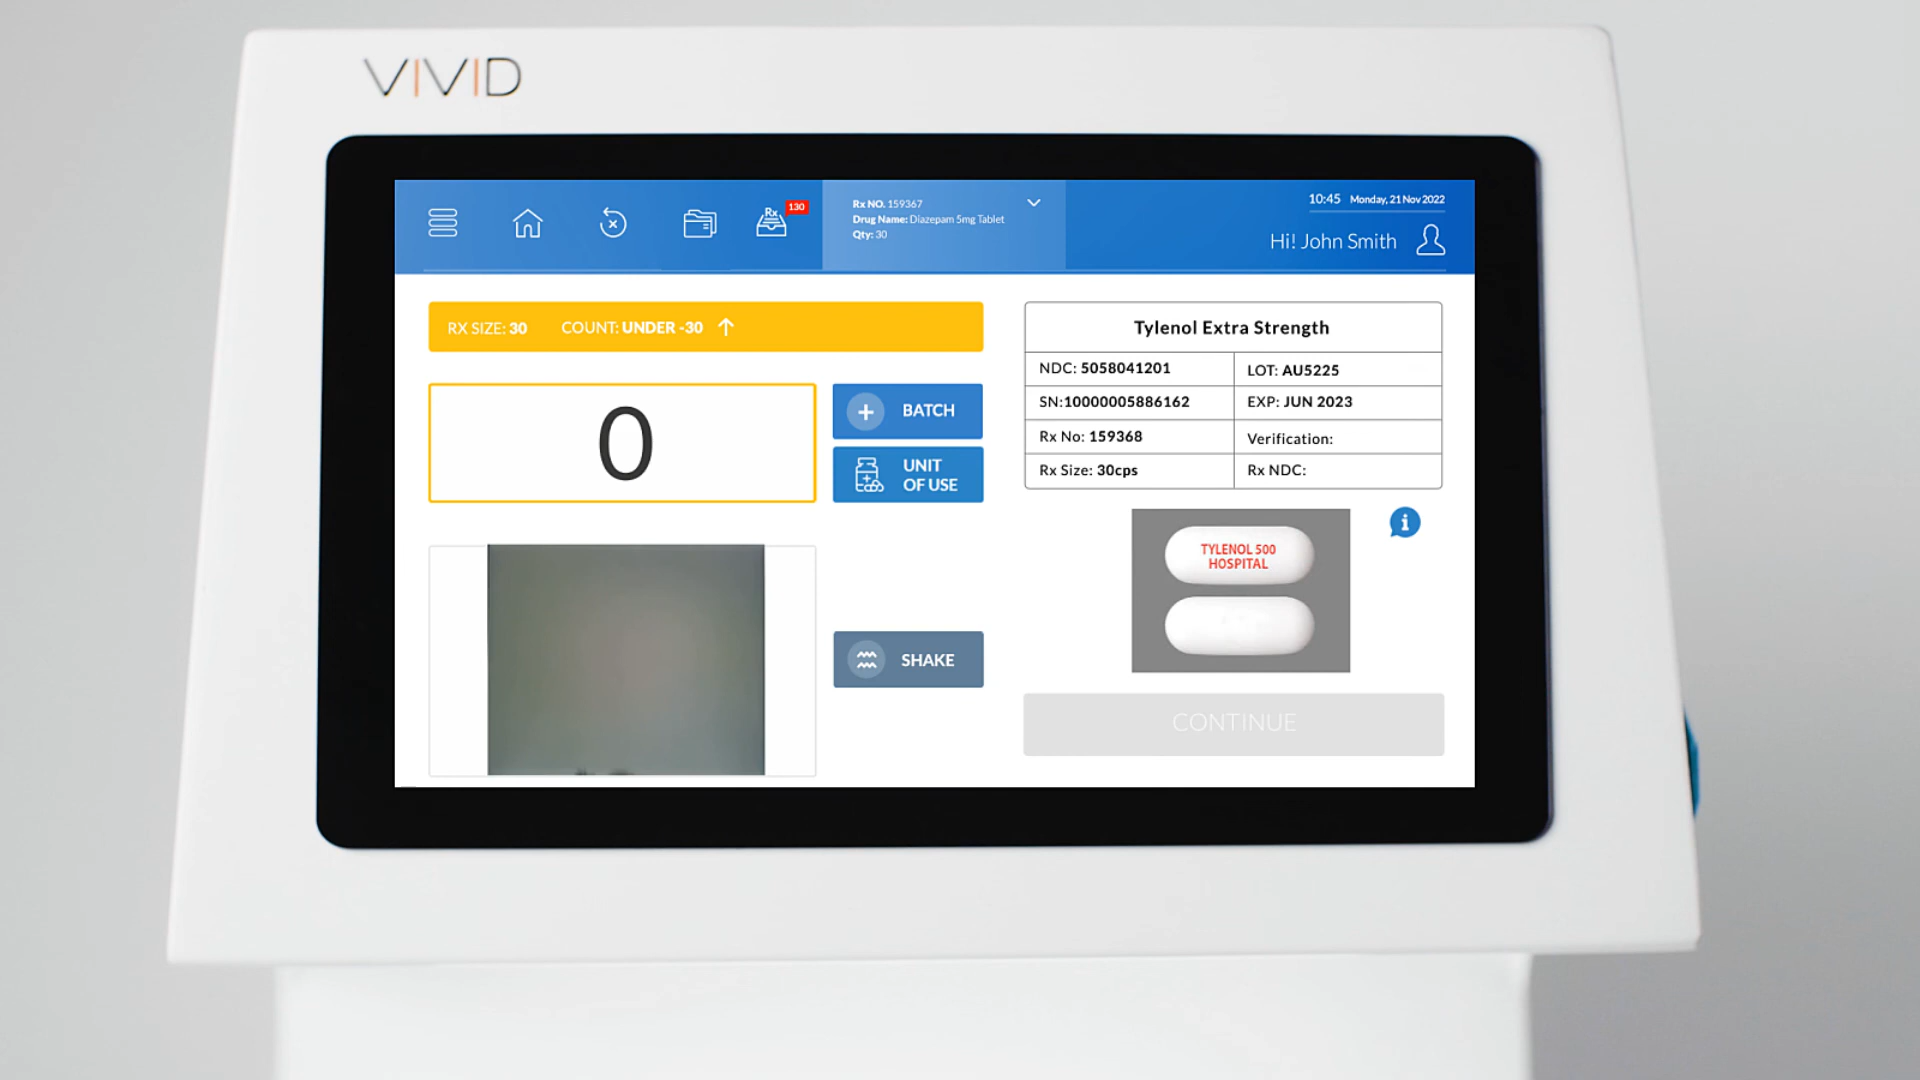 VIVID
Rx
130
Rx NO. 159367
Drug Name: Diazepam 5mg Tablet
Qty: 30
10:45 Monday, 21 Nov 2022
Hi! John Smith
RX SIZE: 30 COUNT: UNDER -30
0
BATCH
UNIT
OF USE
SHAKE
Tylenol Extra Strength
NDC: 5058041201
LOT: AU5225
SN:10000005886162
EXP: JUN 2023
Rx No: 159368
Verification:
Rx Size: 30cps
Rx NDC:
TYLENOL 500
HOSPITAL
i
CONTINUE